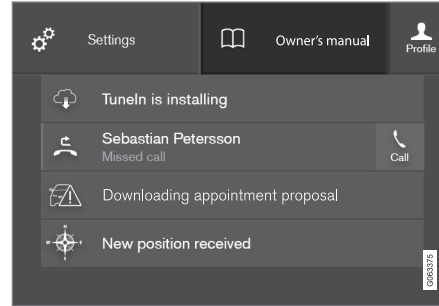 Settings
Owner's manual
Profile
TuneIn is installing
Sebastian Petersson
Missed call
Call
Downloading appointment proposal
N
W
E
S
New position received
G063375